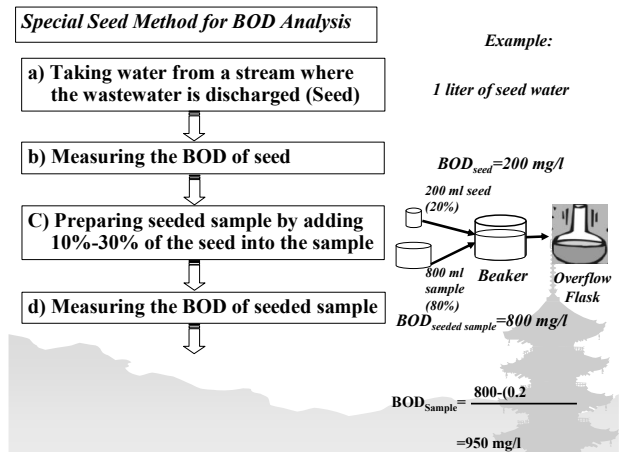 Special Seed Method for BOD Analysis
Example:
a) Taking water from a stream where
the wastewater is discharged (Seed)
1 liter of seed water
b) Measuring the BOD of seed
BODseed=200 mg/l
C) Preparing seeded sample by adding
10%-30% of the seed into the sample
200 ml seed
(20%)
800 ml
sample
(80%)
Beaker
Overflow
Flask
d) Measuring the BOD of seeded sample
BODseeded sample=800 mg/l
BODSample= 800-(0.2
=950 mg/l